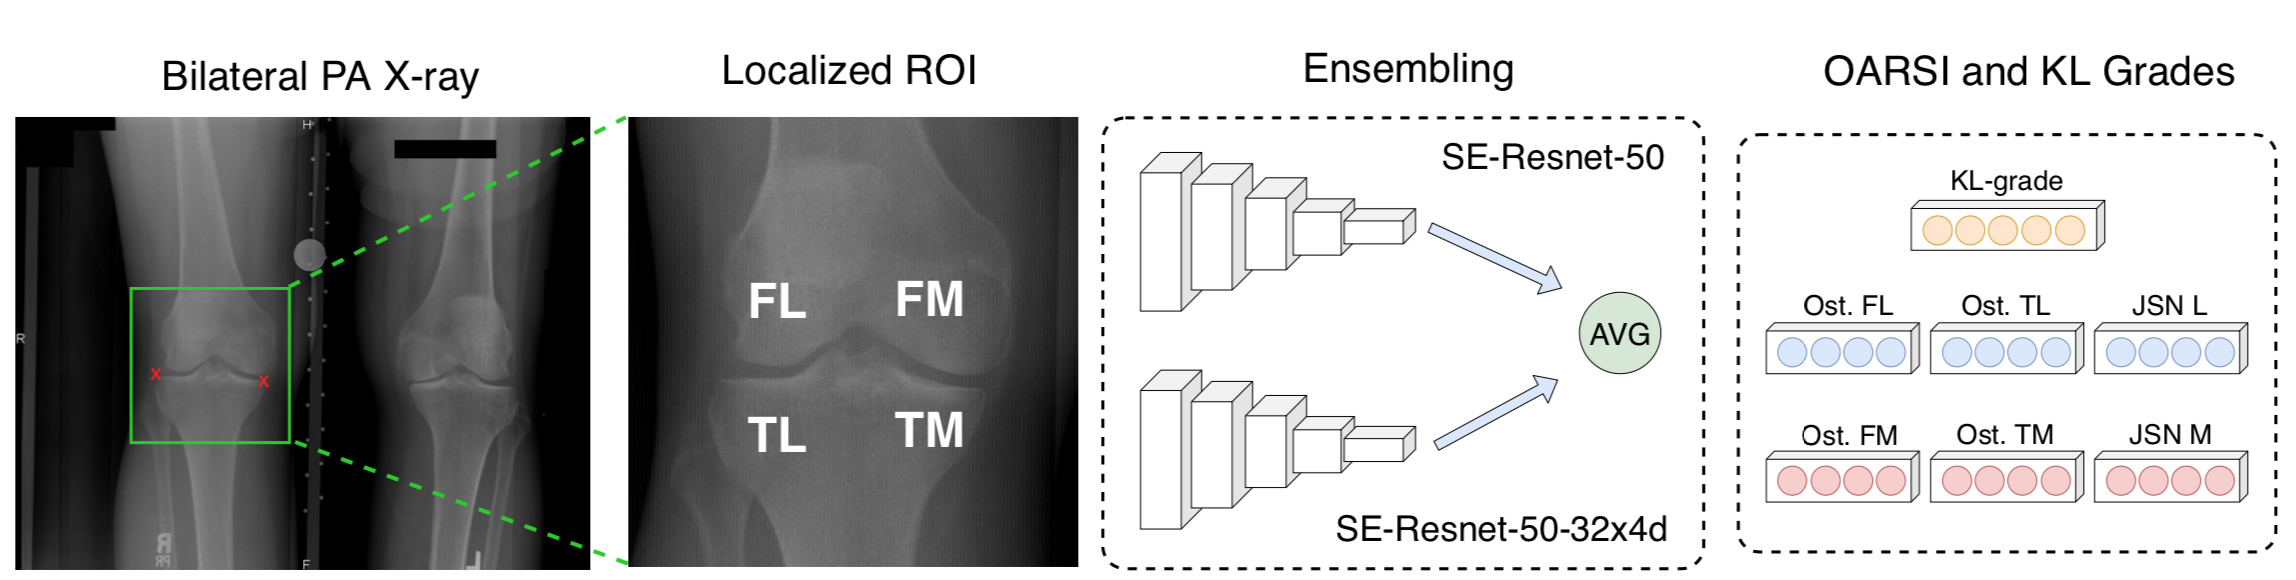 Bilateral PA X-ray
Localized ROI
Ensembling
OARSI and KL Grades
H
R
X
X
R
L
F
FL
FM
TL
TM
SE-Resnet-50
AVG
SE-Resnet-50-32x4d
KL-grade
Ost. FL
Ost. TL
JSN L
Ost. FM
Ost. TM
JSN M